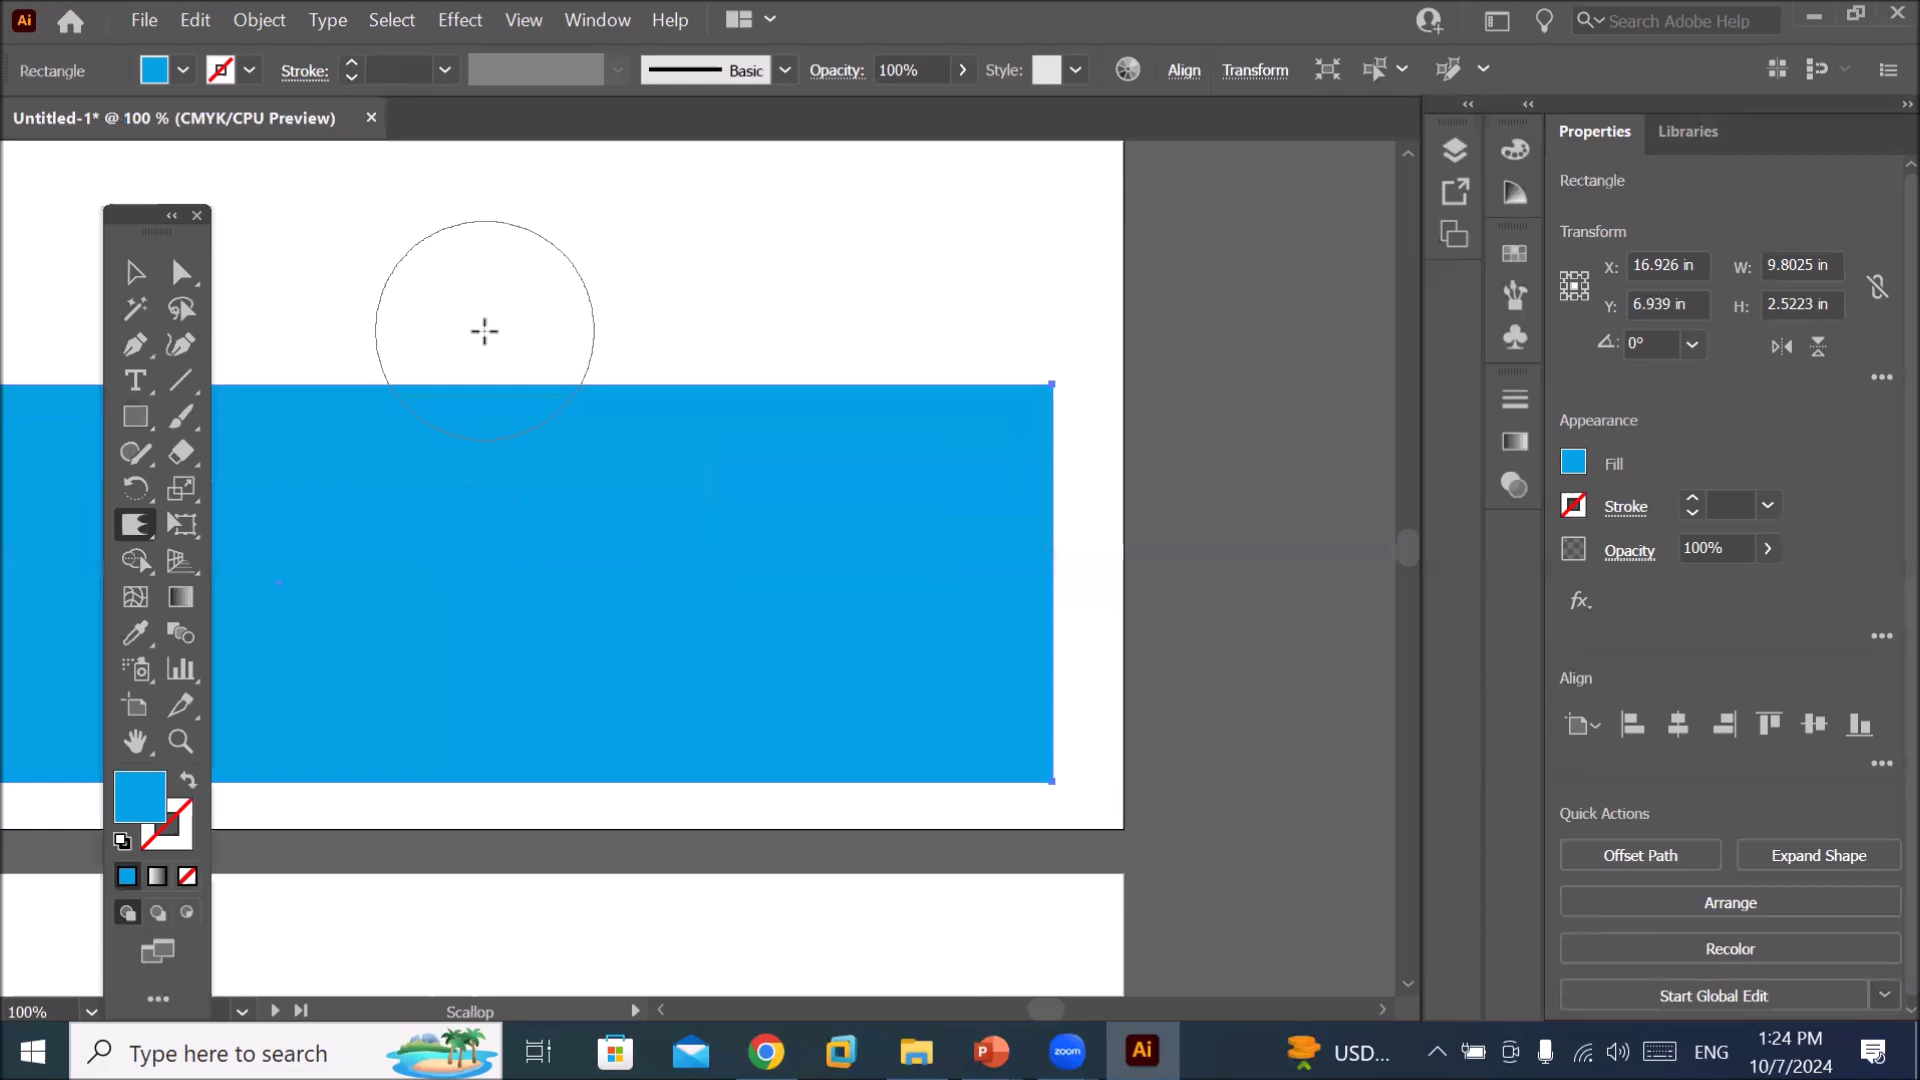 Ai File Edit Object Type Select Effect View Window Help Search Adobe Help
Rectangle Stroke: Basic Opacity: 100% Style: Align Transform
Untitled-1* @ 100 % (CMYK/CPU Preview)
Properties Libraries
Rectangle
Transform
X: 16.926 in W: 9.8025 in
Y: 6.939 in H: 2.5223 in
0°
Appearance
Fill
Stroke
Opacity 100%
fx
Align
Quick Actions
Offset Path Expand Shape
Arrange
Recolor
Start Global Edit
100% Scallop
Type here to search zoom Ai USD... ENG 1:24 PM
10/7/2024